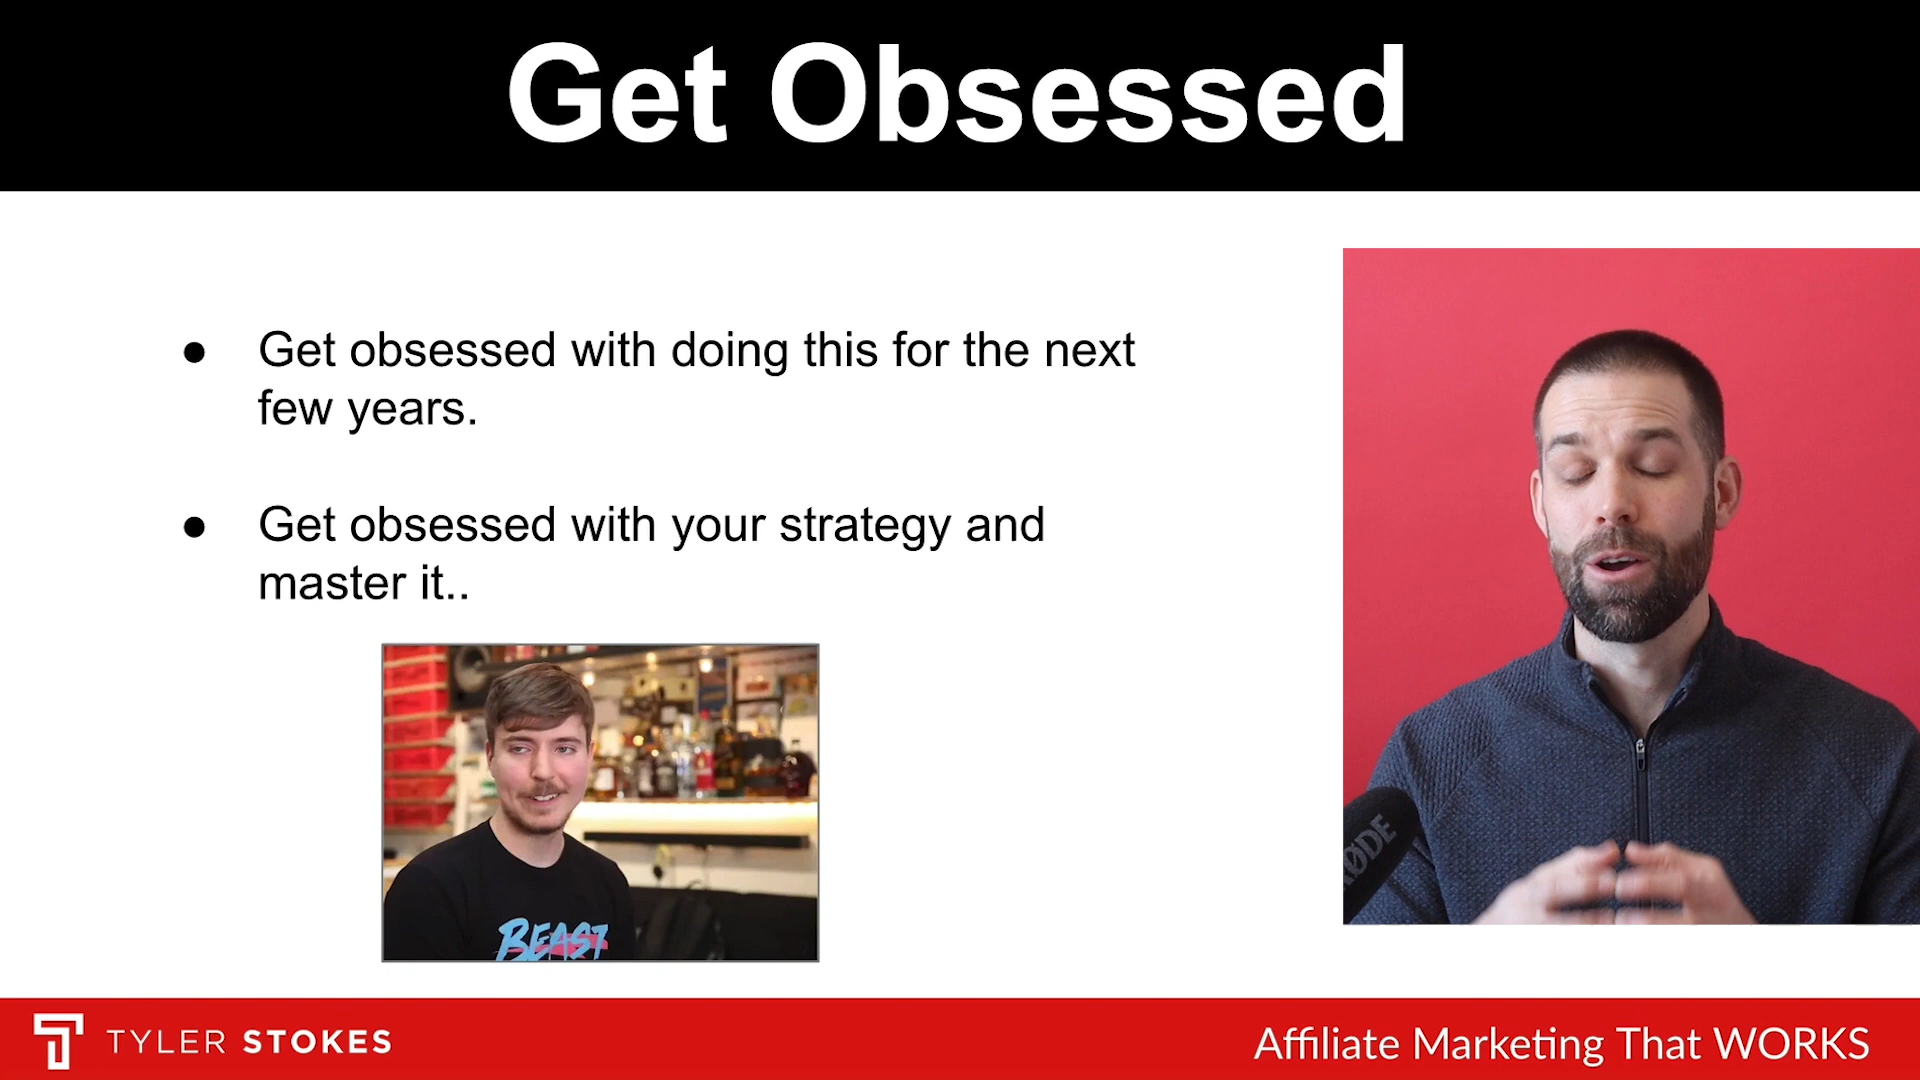 Get Obsessed
● Get obsessed with doing this for the next
few years.
● Get obsessed with your strategy and
master it..
BEAST
RØDE
TYLER STOKES
Affiliate Marketing That WORKS